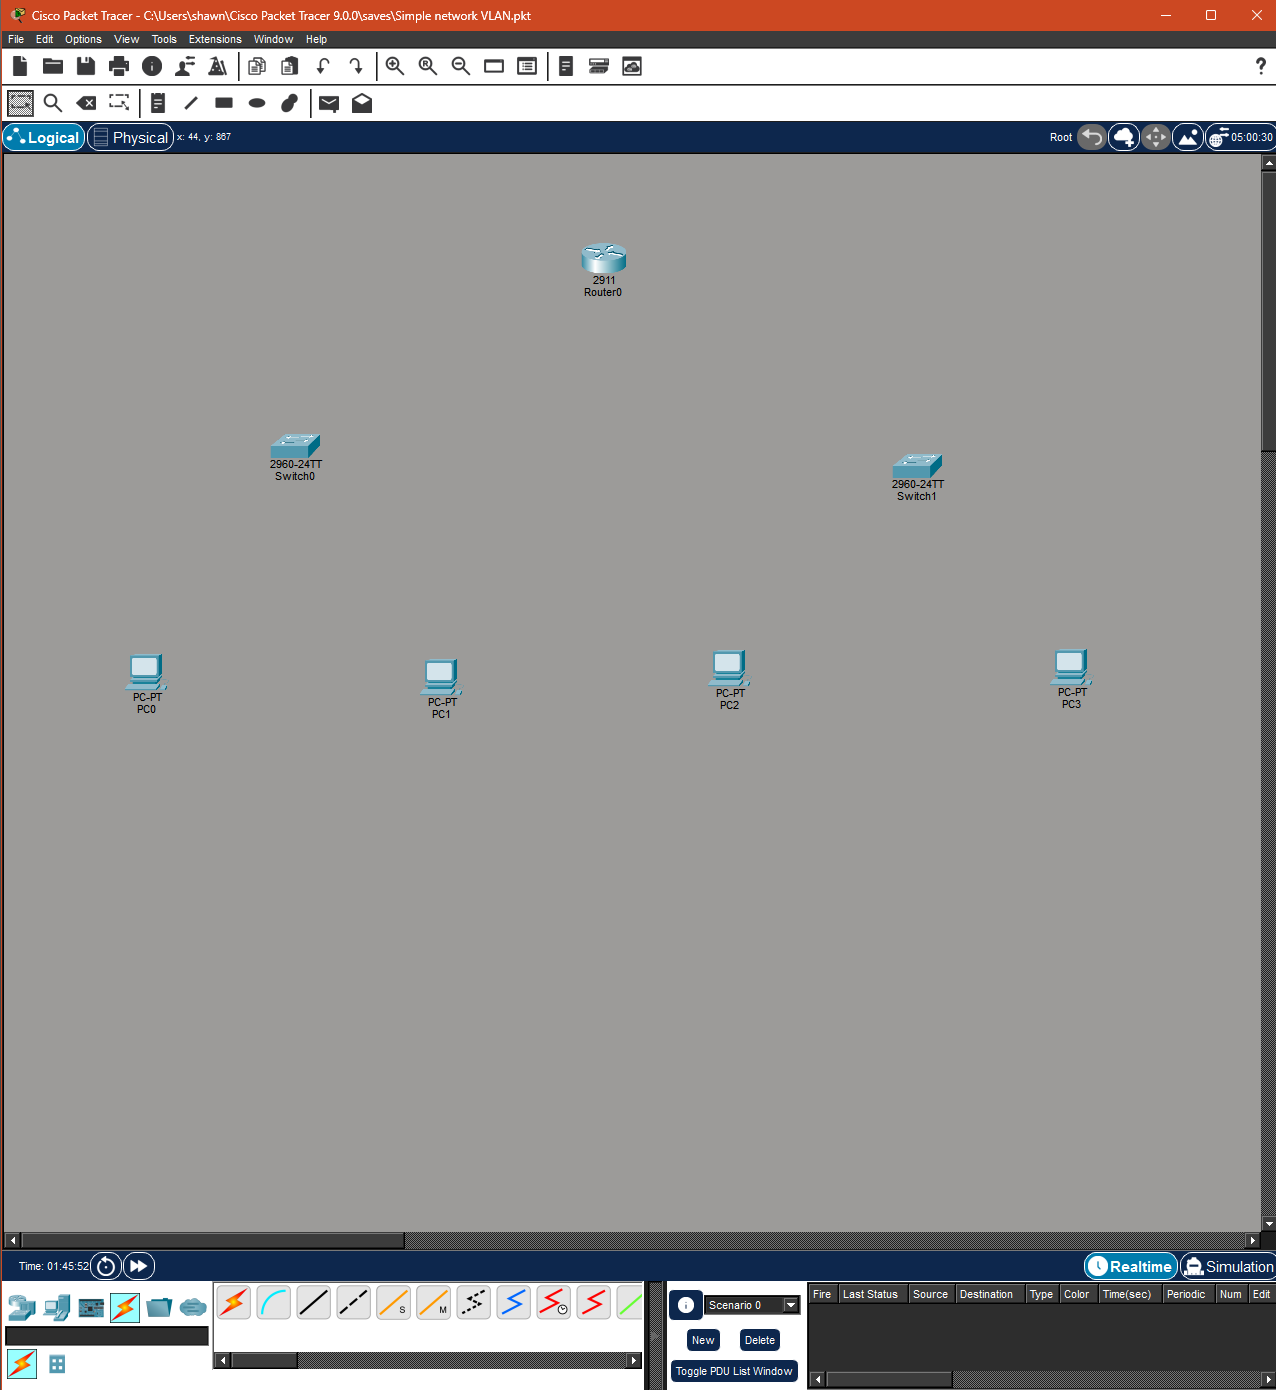 Cisco Packet Tracer - C:\Users\shawn\Cisco Packet Tracer 9.0.0\saves\Simple network VLAN.pkt
File Edit Options View Tools Extensions Window Help
?
Logical Physical x: 44, y: 867 Root 05:00:30
2911
Router0
2960-24TT
Switch0
2960-24TT
Switch1
PC-PT
PC0
PC-PT
PC1
PC-PT
PC2
PC-PT
PC3
Time: 01:45:52 Realtime Simulation
S M
Scenario 0
New Delete
Toggle PDU List Window
Fire Last Status Source Destination Type Color Time(sec) Periodic Num Edit